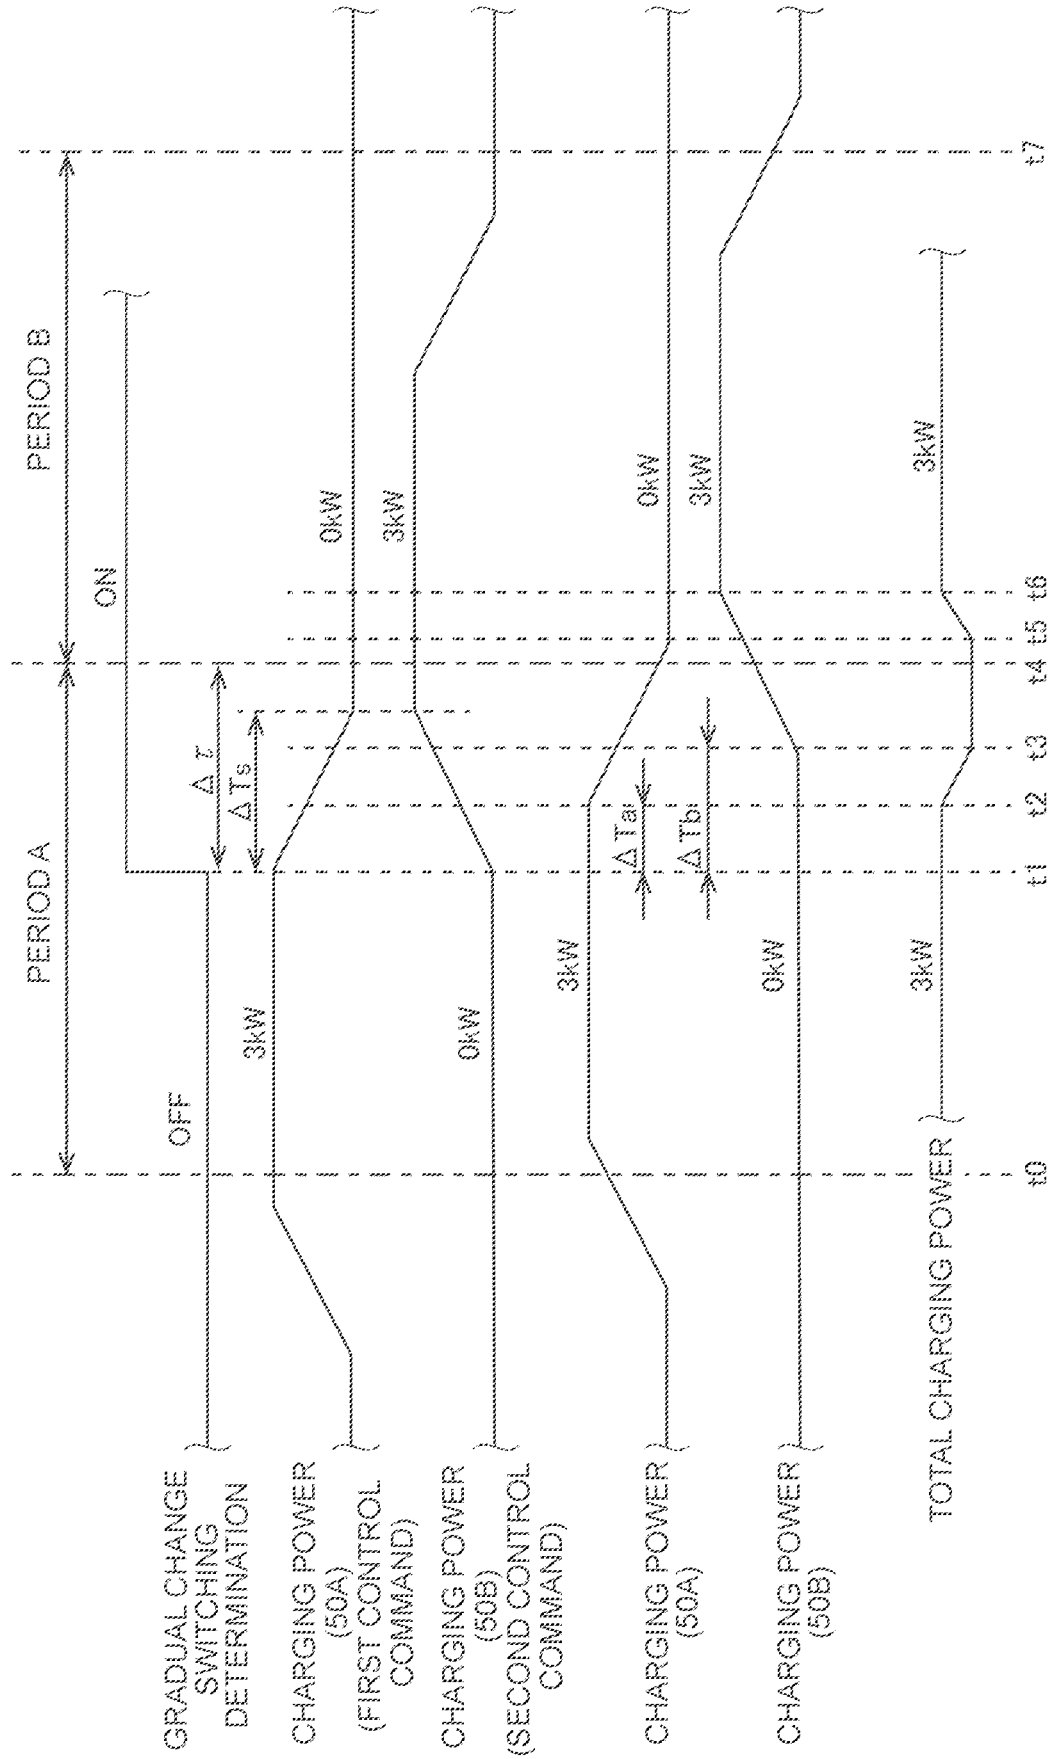 PERIOD A
PERIOD B
GRADUAL CHANGE
SWITCHING
DETERMINATION
OFF
ON
Δτ
ΔTs
CHARGING POWER
(50A)
(FIRST CONTROL
COMMAND)
3kW
0kW
CHARGING POWER
(50B)
(SECOND CONTROL
COMMAND)
0kW
3kW
CHARGING POWER
(50A)
3kW
ΔTa
0kW
CHARGING POWER
(50B)
0kW
ΔTb
3kW
TOTAL CHARGING POWER
3kW
3kW
t0
t1
t2
t3
t4
t5
t6
t7